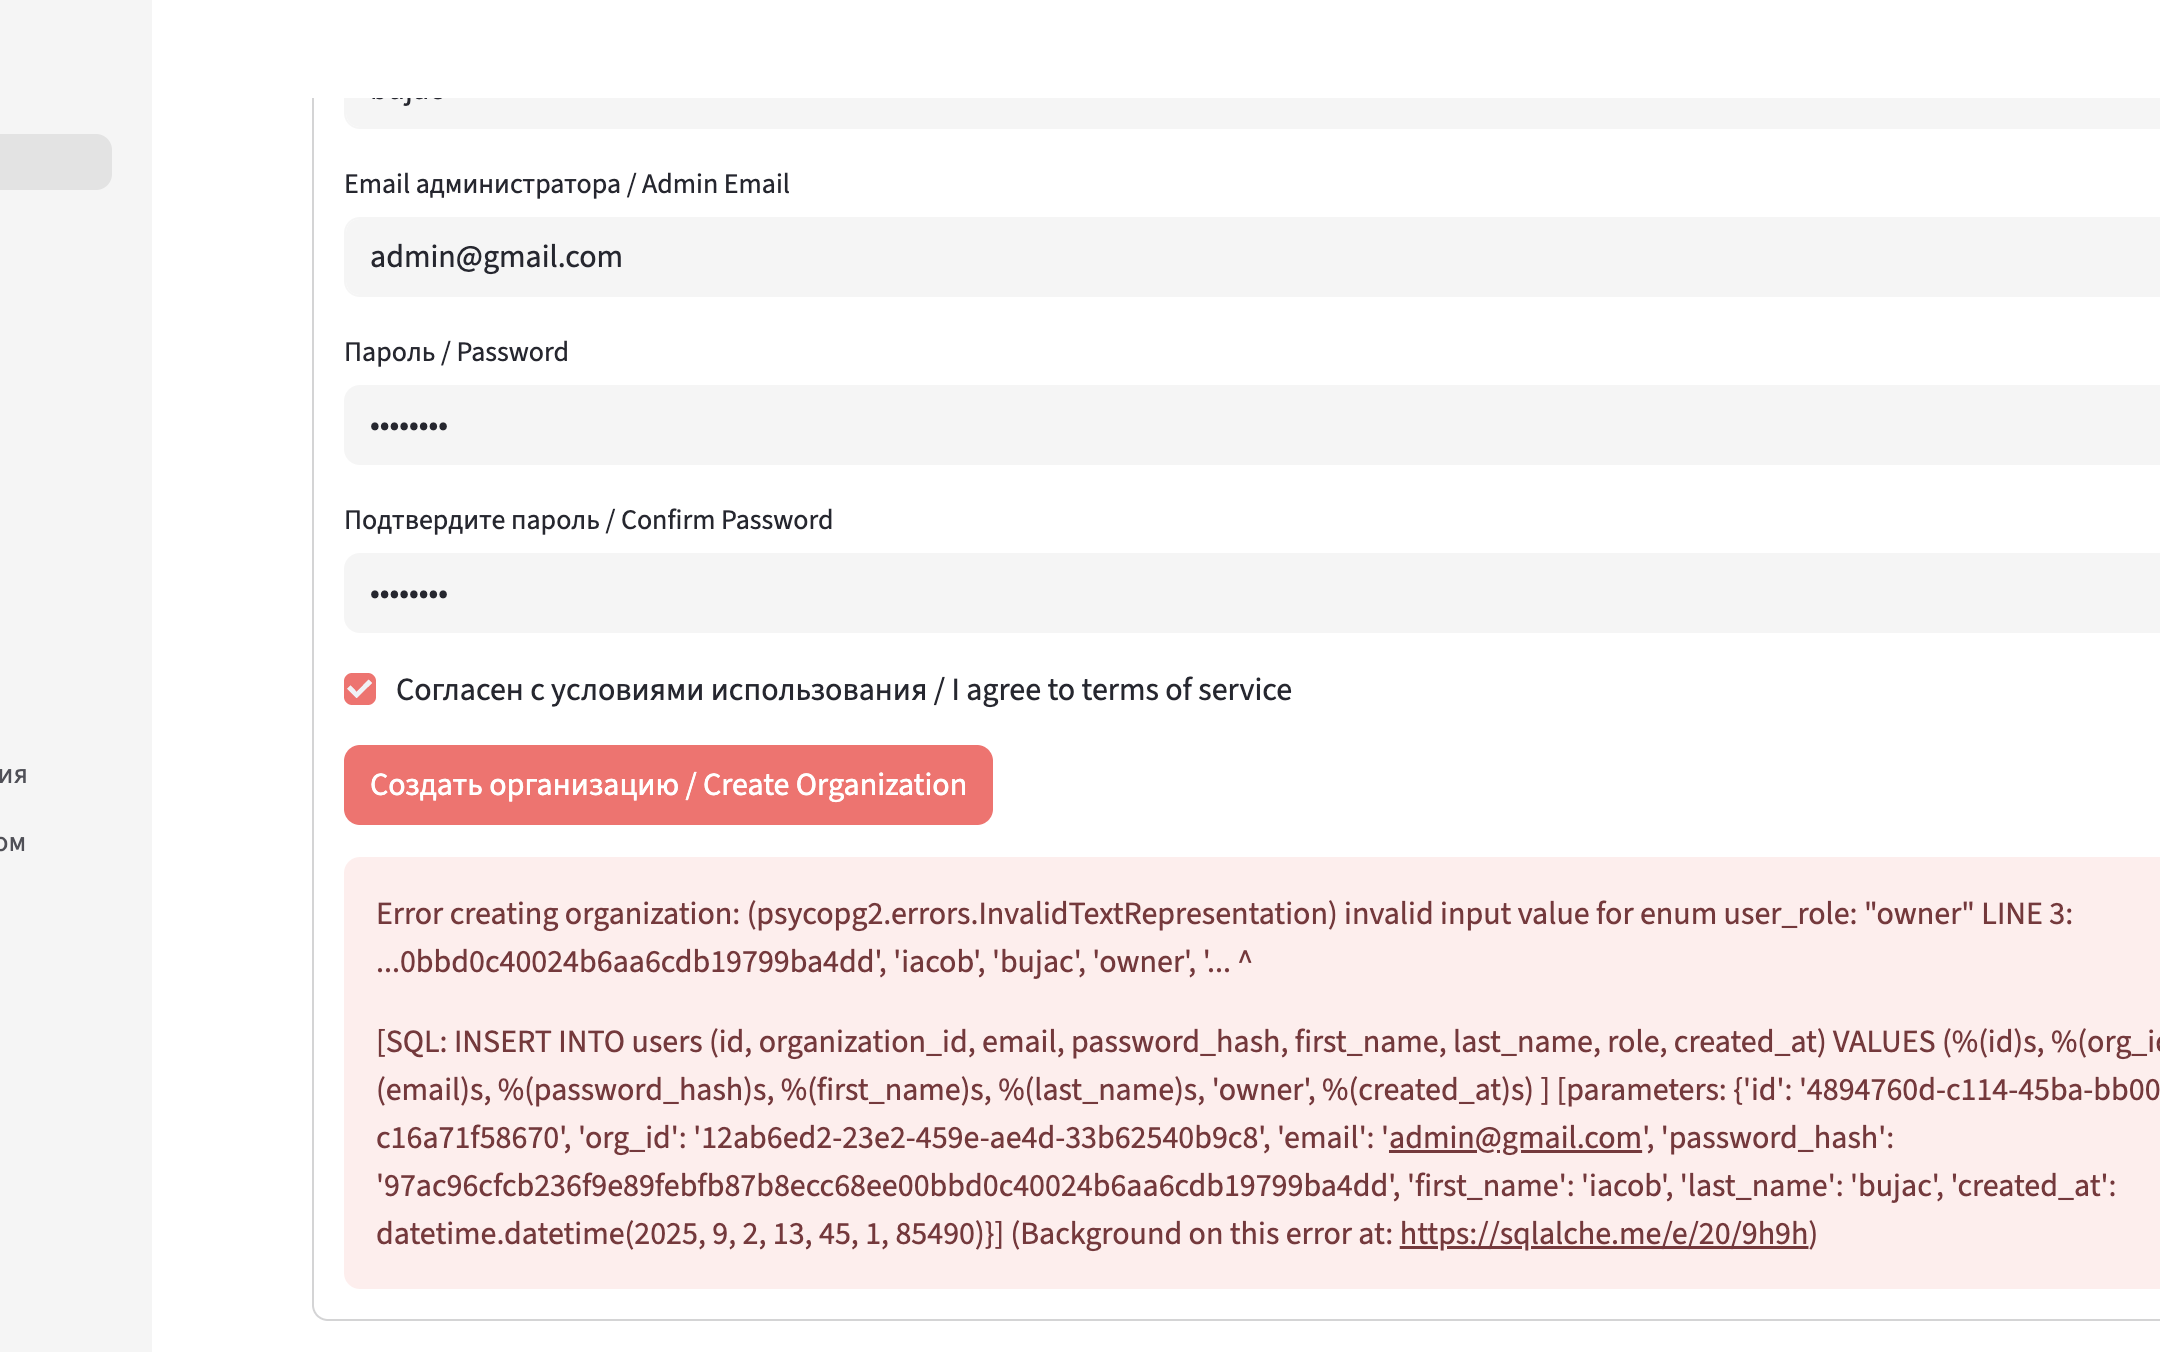 Email администратора / Admin Email
admin@gmail.com
Пароль / Password
••••••••
Подтвердите пароль / Confirm Password
••••••••
Согласен с условиями использования / I agree to terms of service
Создать организацию / Create Organization
ия
ом
Error creating organization: (psycopg2.errors.InvalidTextRepresentation) invalid input value for enum user_role: "owner" LINE 3:
...0bbd0c40024b6aa6cdb19799ba4dd', 'iacob', 'bujac', 'owner', '... ^
[SQL: INSERT INTO users (id, organization_id, email, password_hash, first_name, last_name, role, created_at) VALUES (%(id)s, %(org_i
(email)s, %(password_hash)s, %(first_name)s, %(last_name)s, 'owner', %(created_at)s) ] [parameters: {'id': '4894760d-c114-45ba-bb00
c16a71f58670', 'org_id': '12ab6ed2-23e2-459e-ae4d-33b62540b9c8', 'email': 'admin@gmail.com', 'password_hash':
'97ac96cfcb236f9e89febfb87b8ecc68ee00bbd0c40024b6aa6cdb19799ba4dd', 'first_name': 'iacob', 'last_name': 'bujac', 'created_at':
datetime.datetime(2025, 9, 2, 13, 45, 1, 85490)}] (Background on this error at: https://sqlalche.me/e/20/9h9h)